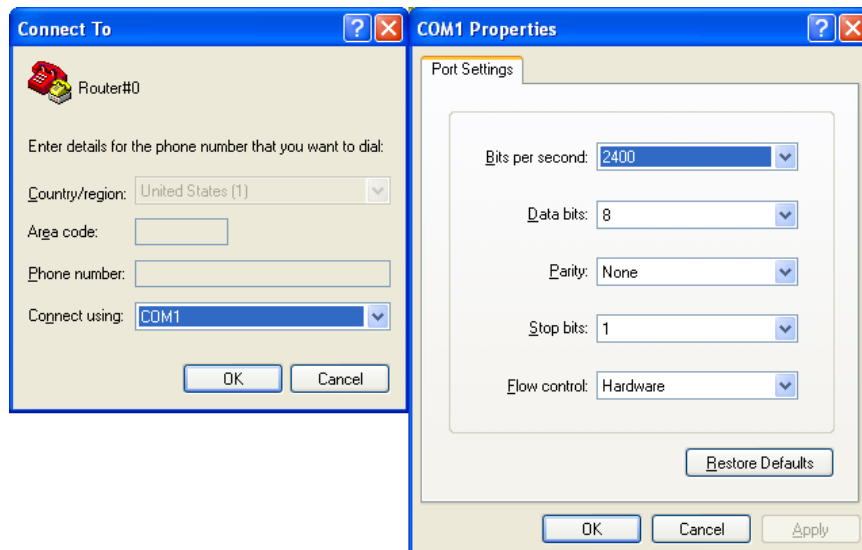 Connect To
Router#0
Enter details for the phone number that you want to dial:
Country/region: United States (1)
Area code:
Phone number:
Connect using: COM1
OK Cancel
COM1 Properties
Port Settings
Bits per second: 2400
Data bits: 8
Parity: None
Stop bits: 1
Flow control: Hardware
Restore Defaults
OK Cancel Apply